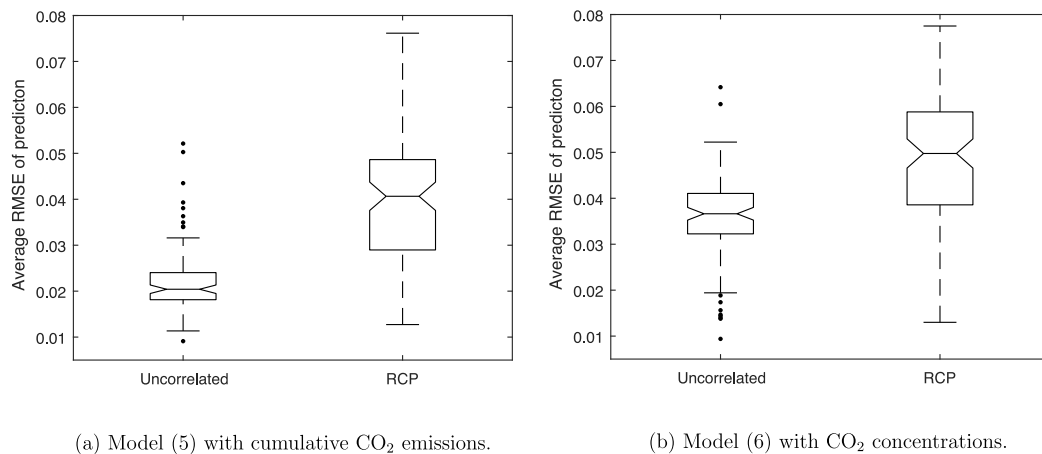 0.08
0.07
0.06
0.05
0.04
0.03
0.02
0.01
Average RMSE of predicton
Uncorrelated RCP
(a) Model (5) with cumulative CO₂ emissions.
0.08
0.07
0.06
0.05
0.04
0.03
0.02
0.01
Average RMSE of predicton
Uncorrelated RCP
(b) Model (6) with CO₂ concentrations.